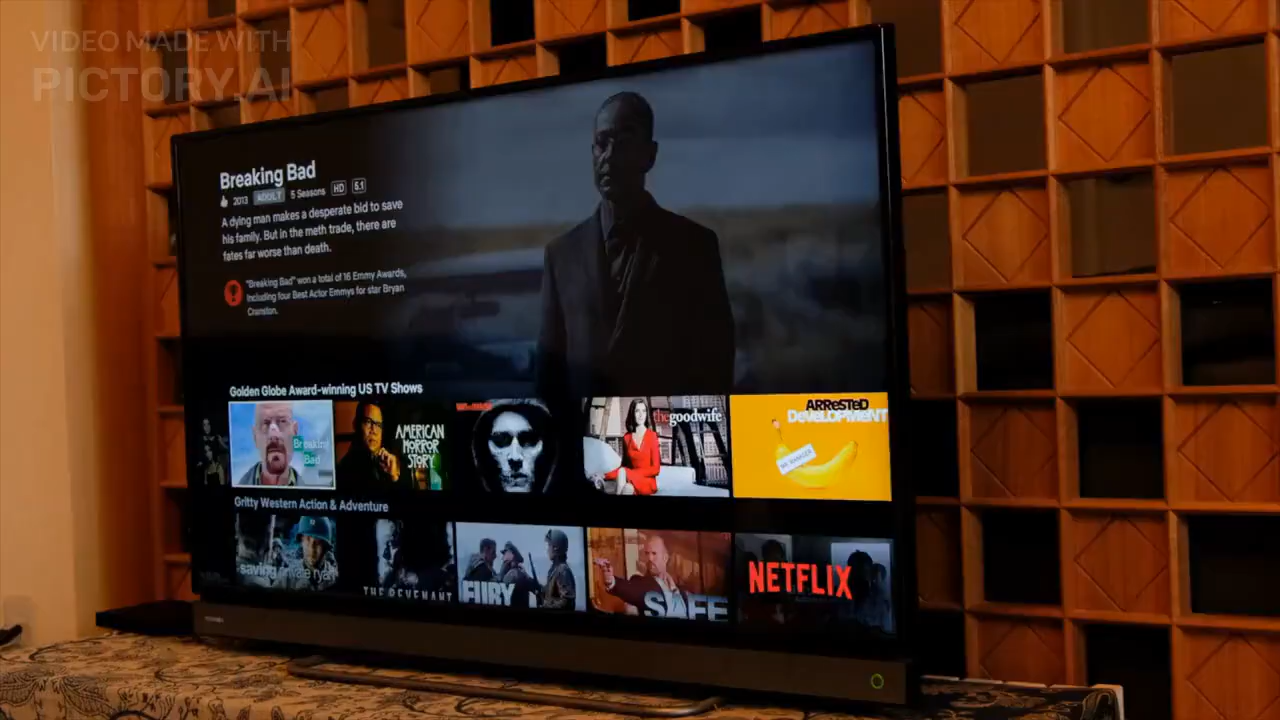 VIDEO MADE WITH
PICTORY.AI
Breaking Bad
2013 ADULT 5 Seasons HD 5.1
A dying man makes a desperate bid to save
his family. But in the meth trade, there are
fates far worse than death.
"Breaking Bad" won a total of 16 Emmy Awards,
including four Best Actor Emmys for star Bryan
Cranston.
Golden Globe Award-winning US TV Shows
Breaking
Bad
AMERICAN
HORROR
STORY
thegoodwife
ARReSTeD
DeVeLOPMeNT
MR. MANAGER
Gritty Western Action & Adventure
saving private ryan
THE REVENANT
FURY
SAFE
NETFLIX
TOSHIBA